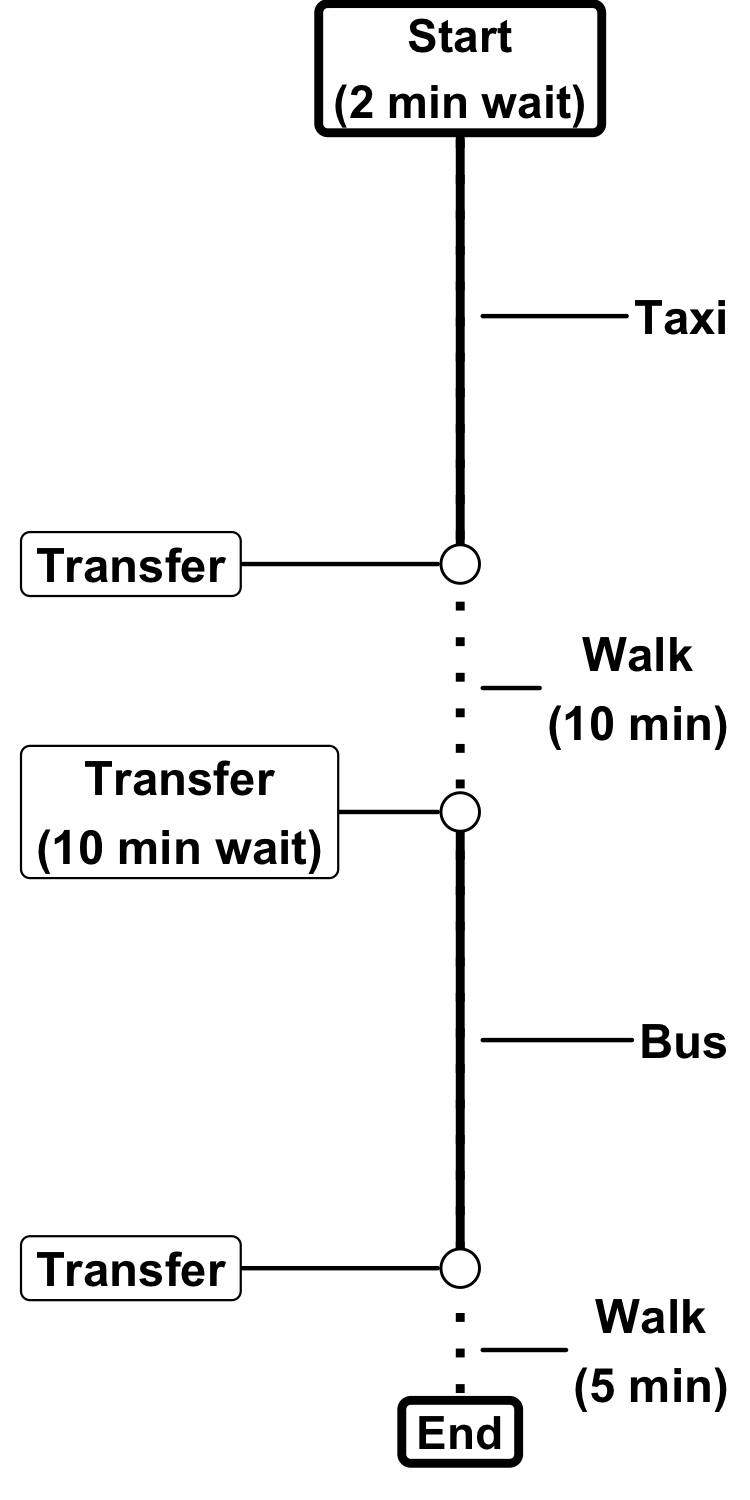 Start
(2 min wait)
Taxi
Transfer
Walk
(10 min)
Transfer
(10 min wait)
Bus
Transfer
Walk
(5 min)
End